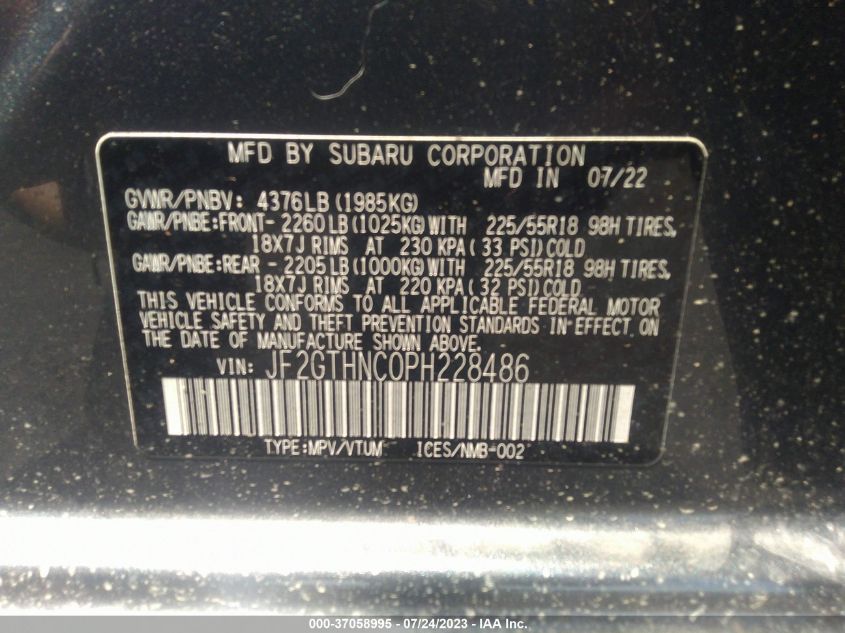 MFD BY SUBARU CORPORATION
MFD IN 07/22
GVWR/PNBV: 4376LB (1985KG)
GAWR/PNBE:FRONT- 2260LB (1025KG) WITH 225/55R18 98H TIRES,
18X7J RIMS AT 230 KPA ( 33 PSI) COLD
GAWR/PNBE:REAR - 2205LB (1000KG) WITH 225/55R18 98H TIRES,
18X7J RIMS AT 220 KPA ( 32 PSI) COLD
THIS VEHICLE CONFORMS TO ALL APPLICABLE FEDERAL MOTOR
VEHICLE SAFETY AND THEFT PREVENTION STANDARDS IN EFFECT ON
THE DATE OF MANUFACTURE SHOWN ABOVE.
VIN: JF2GTHNC0PH228486
TYPE:MPV/VTUM ICES/NMB-002
000-37058995 - 07/24/2023 - IAAI.com